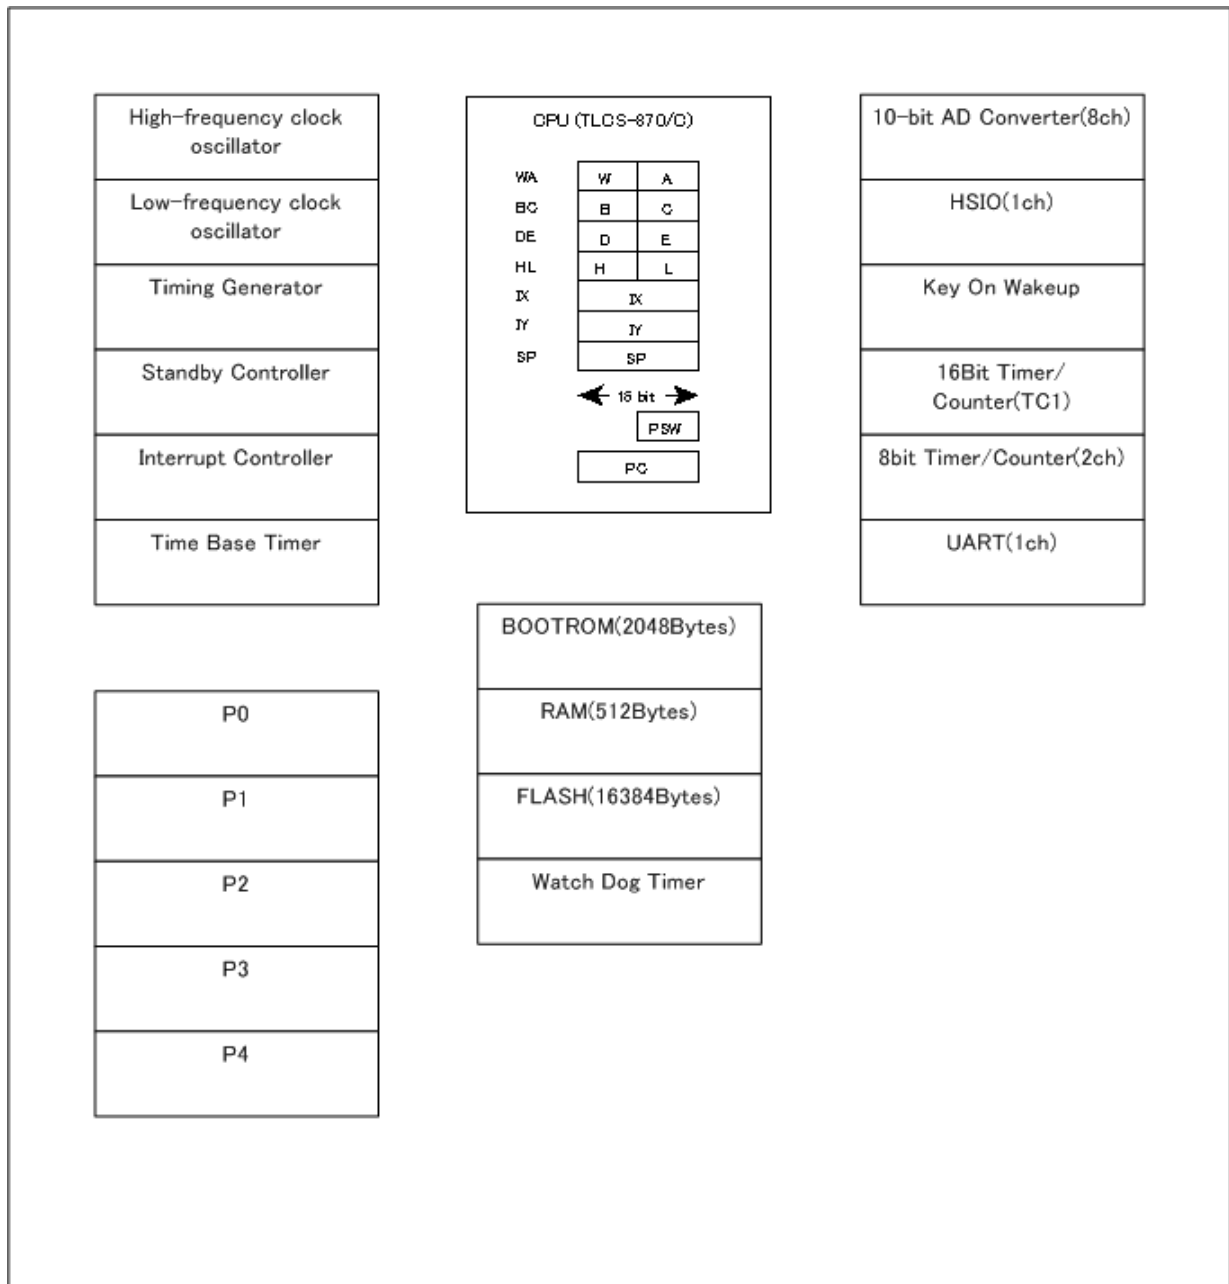 High-frequency clock
oscillator
Low-frequency clock
oscillator
Timing Generator
Standby Controller
Interrupt Controller
Time Base Timer
P0
P1
P2
P3
P4
CPU (TLCS-870/C)
WA W A
BC B C
DE D E
HL H L
IX IX
IY IY
SP SP
16 bit
PSW
PC
BOOTROM(2048Bytes)
RAM(512Bytes)
FLASH(16384Bytes)
Watch Dog Timer
10-bit AD Converter(8ch)
HSIO(1ch)
Key On Wakeup
16Bit Timer/
Counter(TC1)
8bit Timer/Counter(2ch)
UART(1ch)